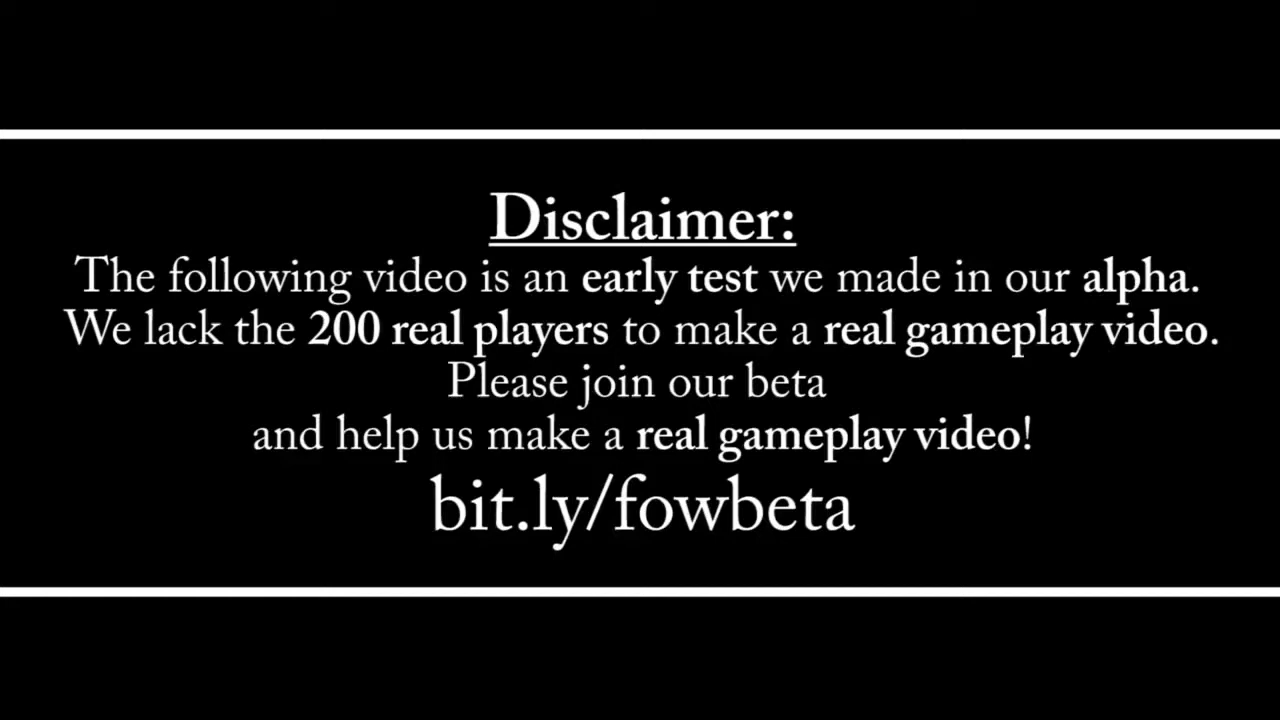 Disclaimer:
The following video is an early test we made in our alpha.
We lack the 200 real players to make a real gameplay video.
Please join our beta
and help us make a real gameplay video!
bit.ly/fowbeta